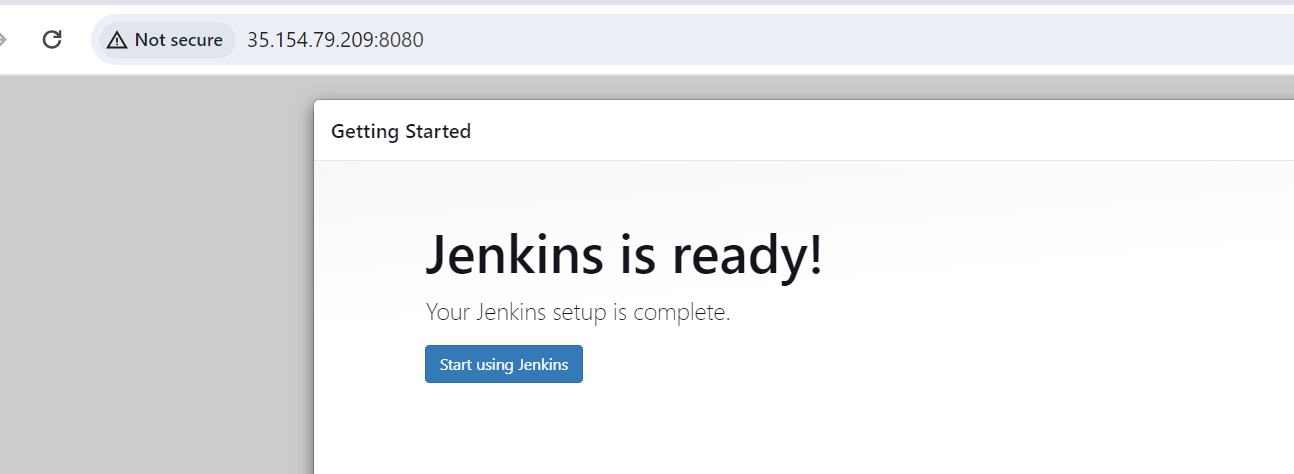 Not secure 35.154.79.209:8080
Getting Started
Jenkins is ready!
Your Jenkins setup is complete.
Start using Jenkins